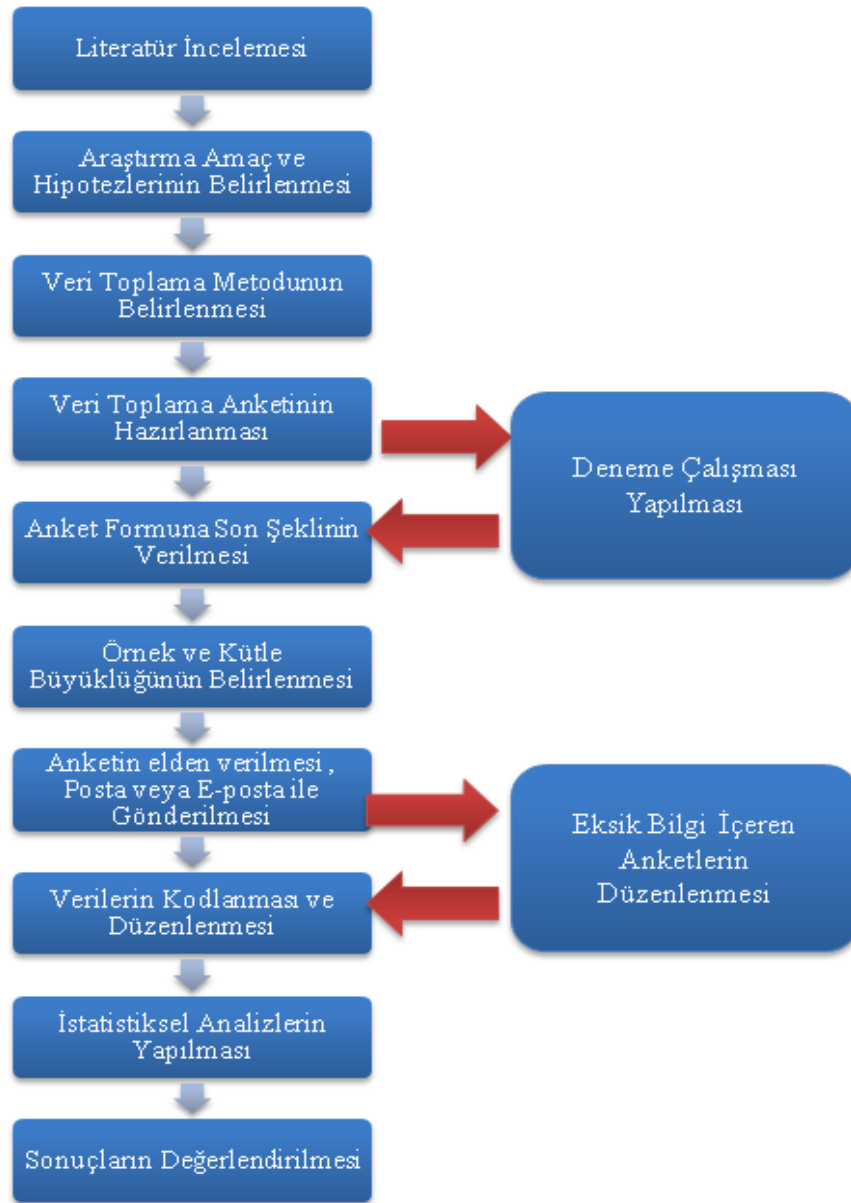 Literatür İncelemesi
Araştırma Amaç ve
Hipotezlerinin Belirlenmesi
Veri Toplama Metodunun
Belirlenmesi
Veri Toplama Anketinin
Hazırlanması
Deneme Çalışması
Yapılması
Anket Formuna Son Şeklinin
Verilmesi
Örnek ve Kütle
Büyüklüğünün Belirlenmesi
Anketin elden verilmesi ,
Posta veya E-posta ile
Gönderilmesi
Eksik Bilgi İçeren
Anketlerin
Düzenlenmesi
Verilerin Kodlanması ve
Düzenlenmesi
İstatistiksel Analizlerin
Yapılması
Sonuçların Değerlendirilmesi